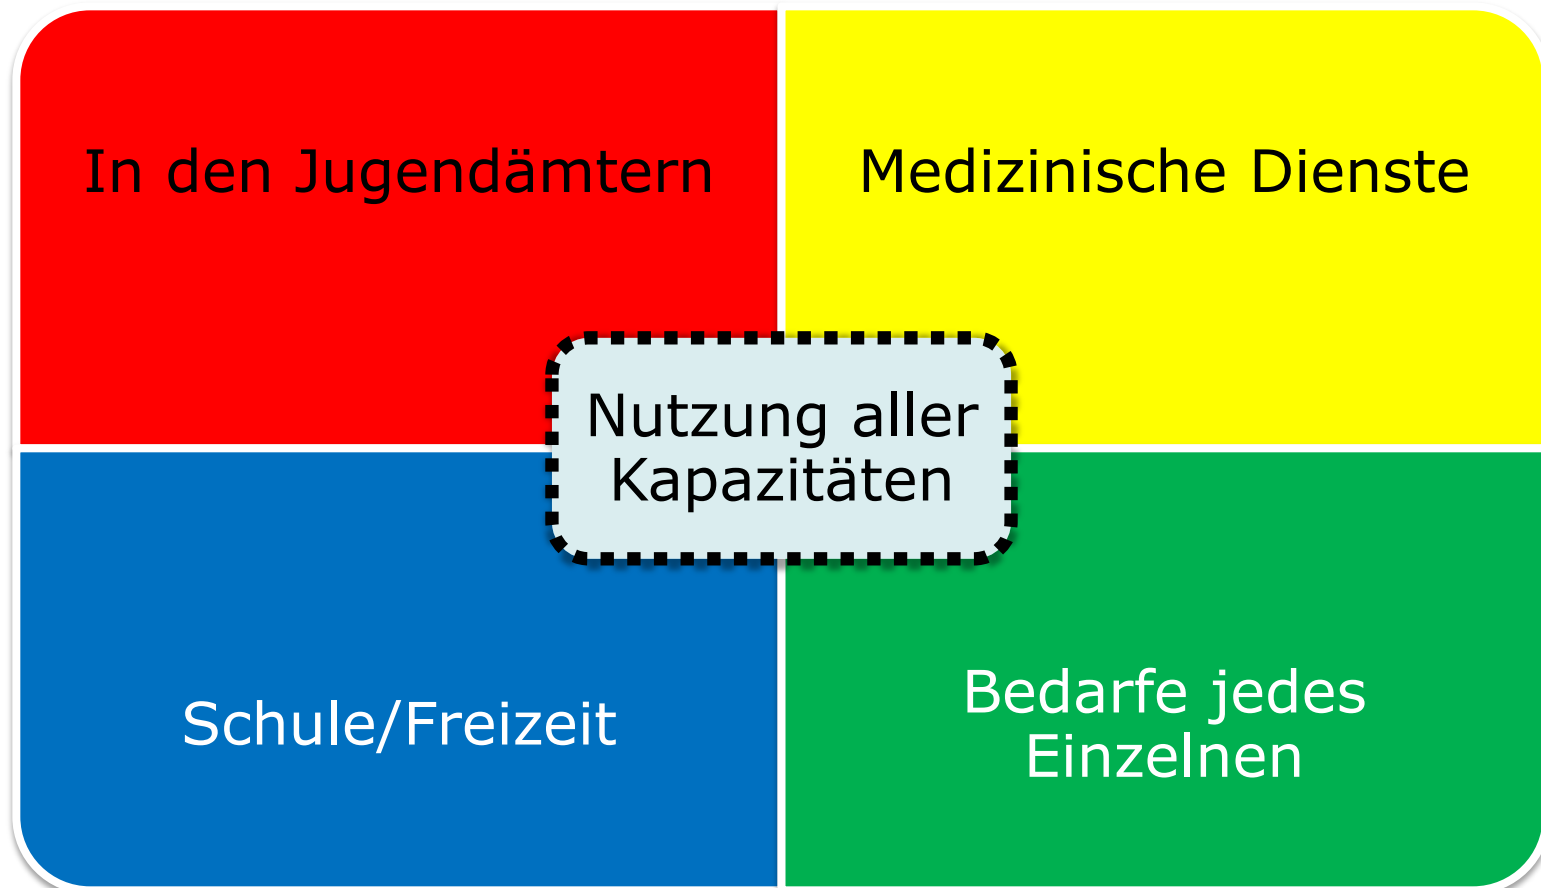 In den Jugendämtern
Medizinische Dienste
Nutzung aller
Kapazitäten
Schule/Freizeit
Bedarfe jedes
Einzelnen